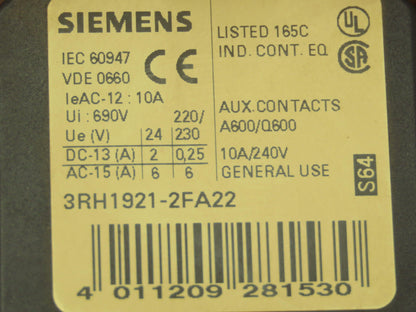 SIEMENS
IEC 60947
VDE 0660
CE
IeAC-12 : 10A
Ui : 690V 220/
Ue (V) 24 230
DC-13 (A) 2 0,25
AC-15 (A) 6 6
LISTED 165C
IND. CONT. EQ
UL
SA
AUX.CONTACTS
A600/Q600
10A/240V
GENERAL USE
S64
3RH1921-2FA22
4 011209 281530